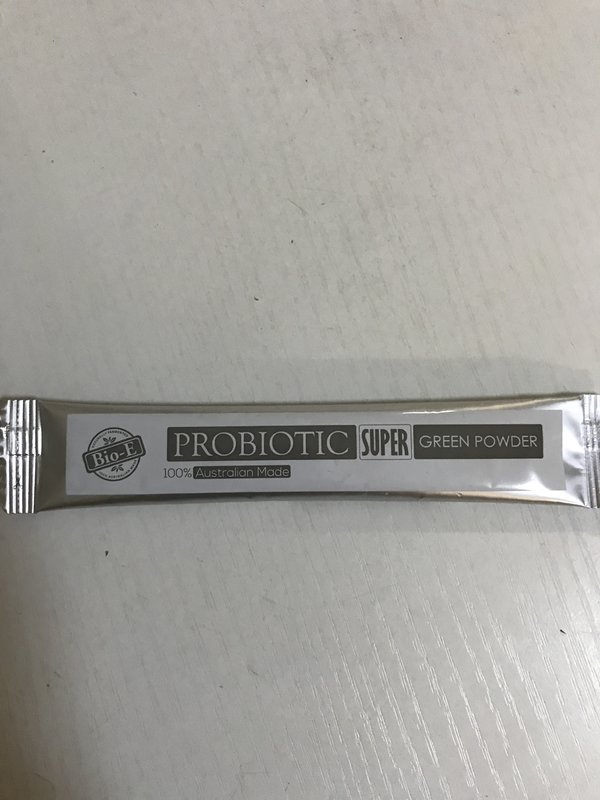 Bio-E
PROBIOTIC SUPER GREEN POWDER
100% Australian Made